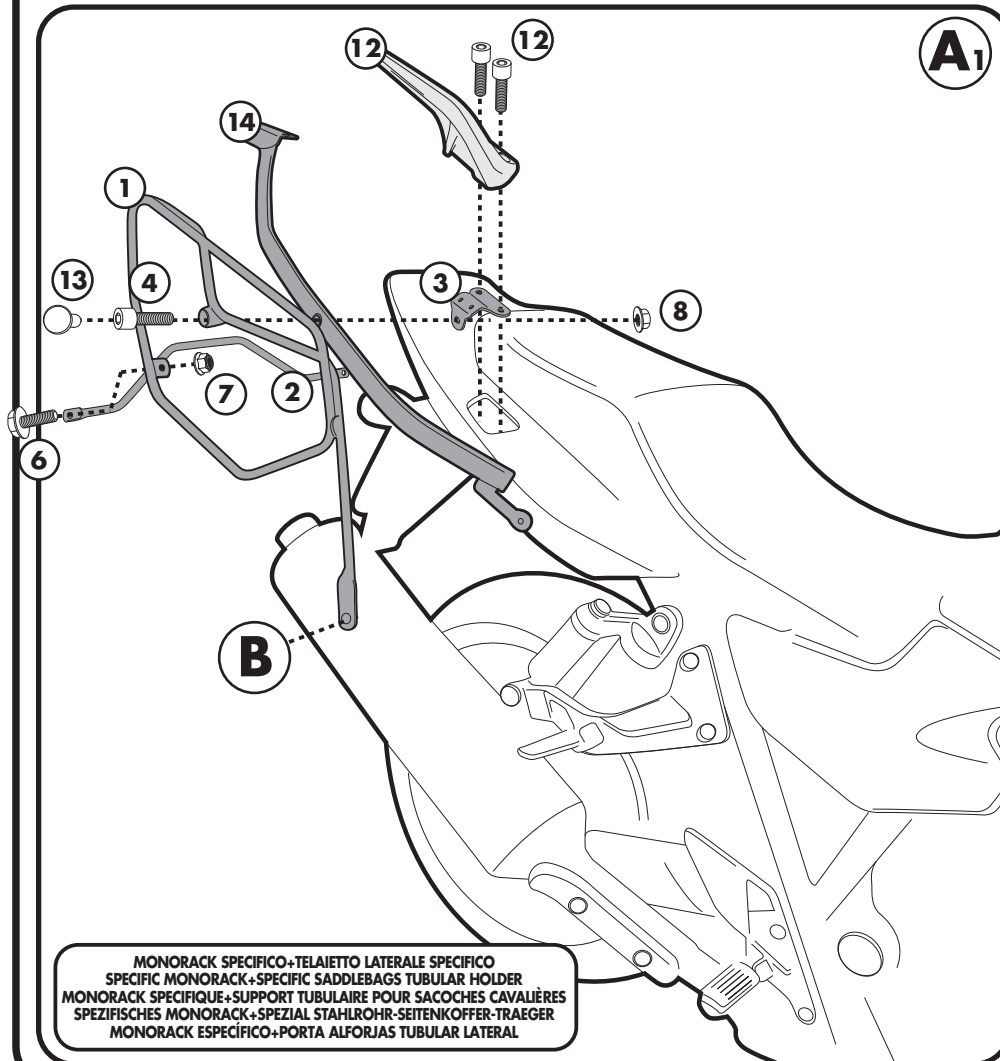 A1
12
12
14
1
3
13
4
8
7
2
6
B
MONORACK SPECIFICO+TELAIETTO LATERALE SPECIFICO
SPECIFIC MONORACK+SPECIFIC SADDLEBAGS TUBULAR HOLDER
MONORACK SPECIFIQUE+SUPPORT TUBULAIRE POUR SACOCHES CAVALIÈRES
SPEZIFISCHES MONORACK+SPEZIAL STAHLROHR-SEITENKOFFER-TRAEGER
MONORACK ESPECÍFICO+PORTA ALFORJAS TUBULAR LATERAL